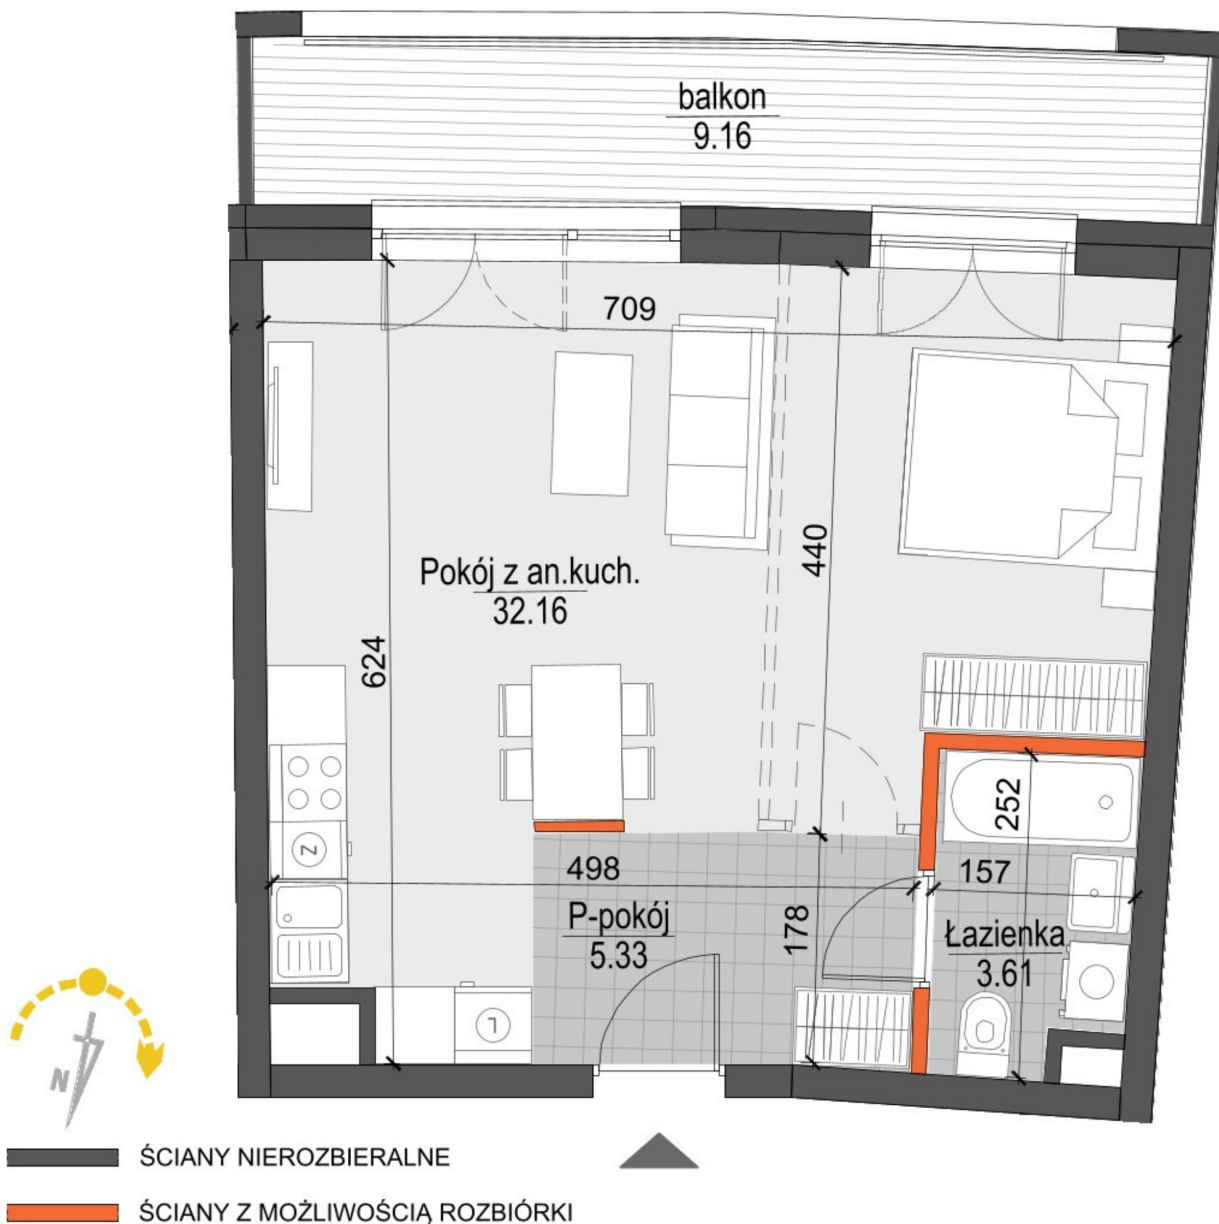 balkon
9.16
709
Pokój z an.kuch.
32.16
440
624
252
Z
498
157
P-pokój
5.33
178
Łazienka
3.61
L
N
ŚCIANY NIEROZBIERALNE
ŚCIANY Z MOŻLIWOŚCIĄ ROZBIÓRKI